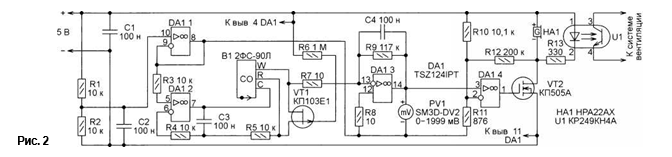 +
5 В
−
C1
100 н
R1
10 к
R2
10 к
C2
100 н
DA1 1
10
9
8
R3 10 к
DA1.2
5
6
7
R4 10 к
C3
100 н
К выв 4 DA1
B1 2ФС-90Л
CO
W
R
C
R5 10 к
R6 1 М
R7 10
VT1
КП103Е1
C4 100 н
R9 117 к
DA1 3
13
12
14
R8
10
DA1
TSZ124IPT
PV1
SM3D-DV2
0−1999 мВ
mV
R10 10,1 к
R12 200 к
DA1 4
3
2
1
R11
876
К выв 11
DA1
HA1
R13
330
VT2
КП505А
1
2
3
4
U1
К системе
вентиляции
HA1 HPA22AX
U1 КР249КН4А
Рис. 2